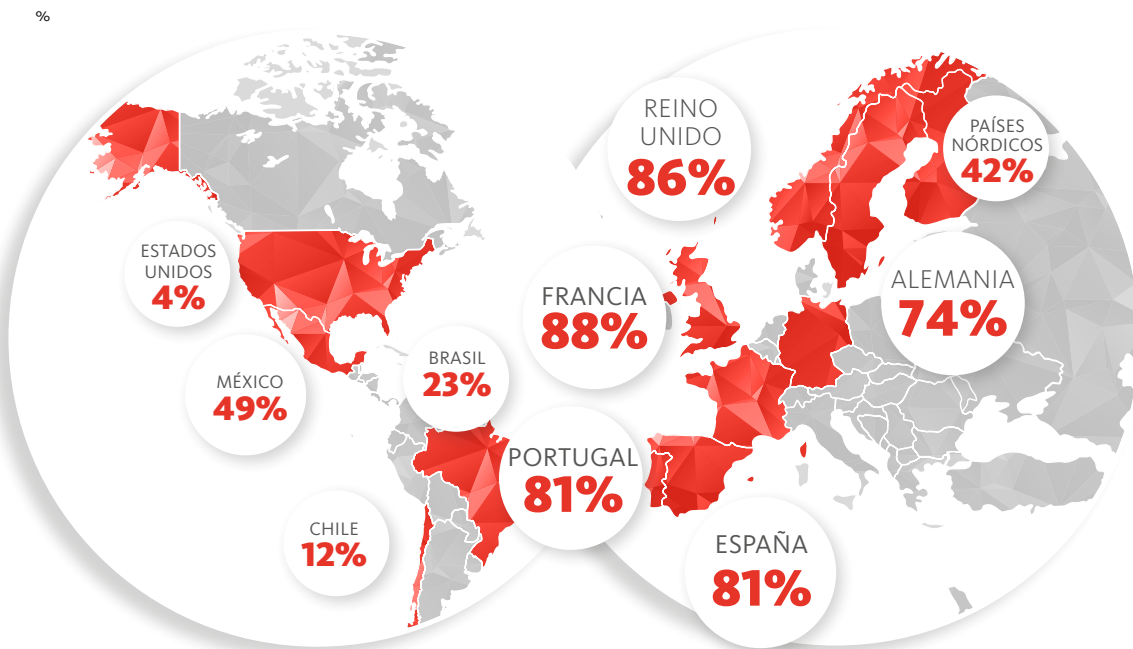 %
REINO
UNIDO
86%
PAÍSES
NÓRDICOS
42%
ESTADOS
UNIDOS
4%
FRANCIA
88%
ALEMANIA
74%
BRASIL
23%
MÉXICO
49%
PORTUGAL
81%
CHILE
12%
ESPAÑA
81%